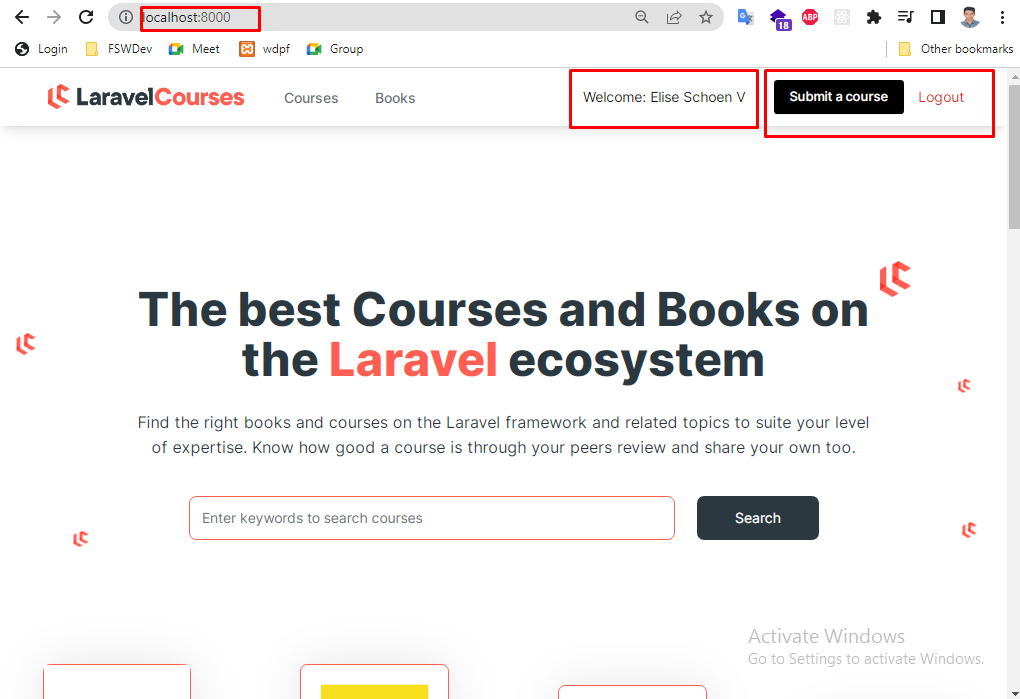 localhost:8000
18
ABP
Login
FSWDev
Meet
wdpf
Group
Other bookmarks
LaravelCourses
Courses
Books
Welcome: Elise Schoen V
Submit a course
Logout
The best Courses and Books on
the Laravel ecosystem
Find the right books and courses on the Laravel framework and related topics to suite your level
of expertise. Know how good a course is through your peers review and share your own too.
Enter keywords to search courses
Search
Activate Windows
Go to Settings to activate Windows.